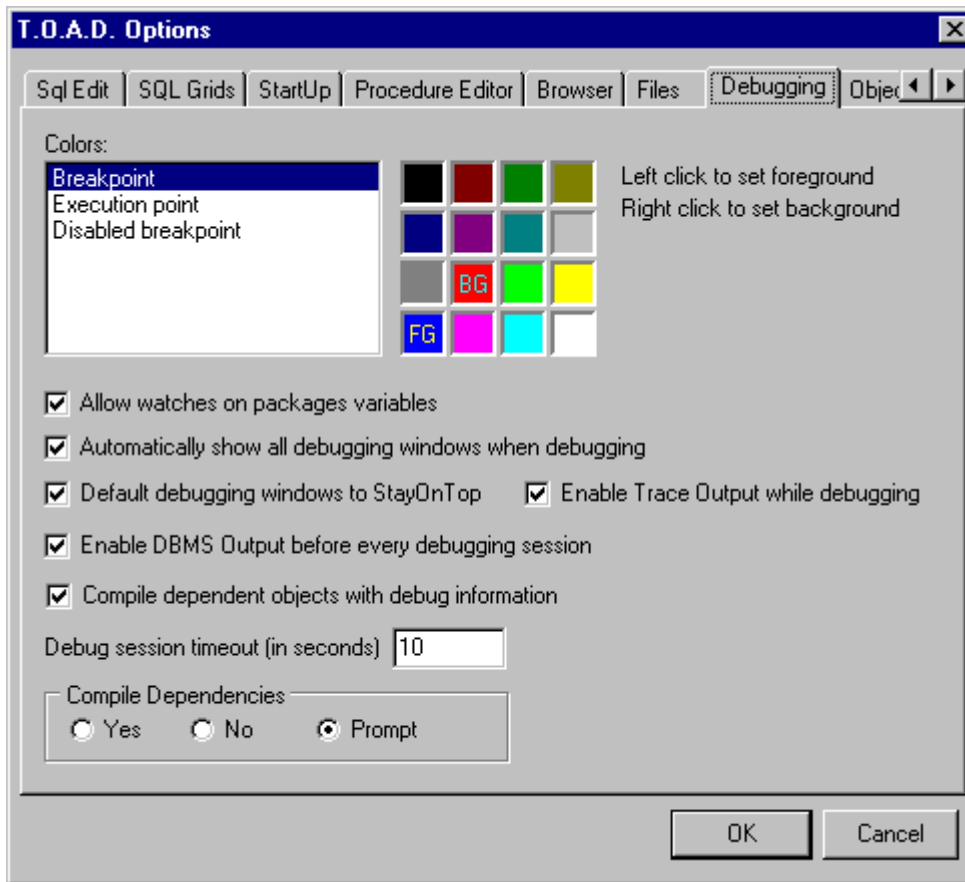 T.O.A.D. Options
Sql Edit SQL Grids StartUp Procedure Editor Browser Files Debugging Objec
Colors:
Breakpoint
Execution point
Disabled breakpoint
BG
FG
Left click to set foreground
Right click to set background
Allow watches on packages variables
Automatically show all debugging windows when debugging
Default debugging windows to StayOnTop Enable Trace Output while debugging
Enable DBMS Output before every debugging session
Compile dependent objects with debug information
Debug session timeout (in seconds) 10
Compile Dependencies
Yes No Prompt
OK Cancel